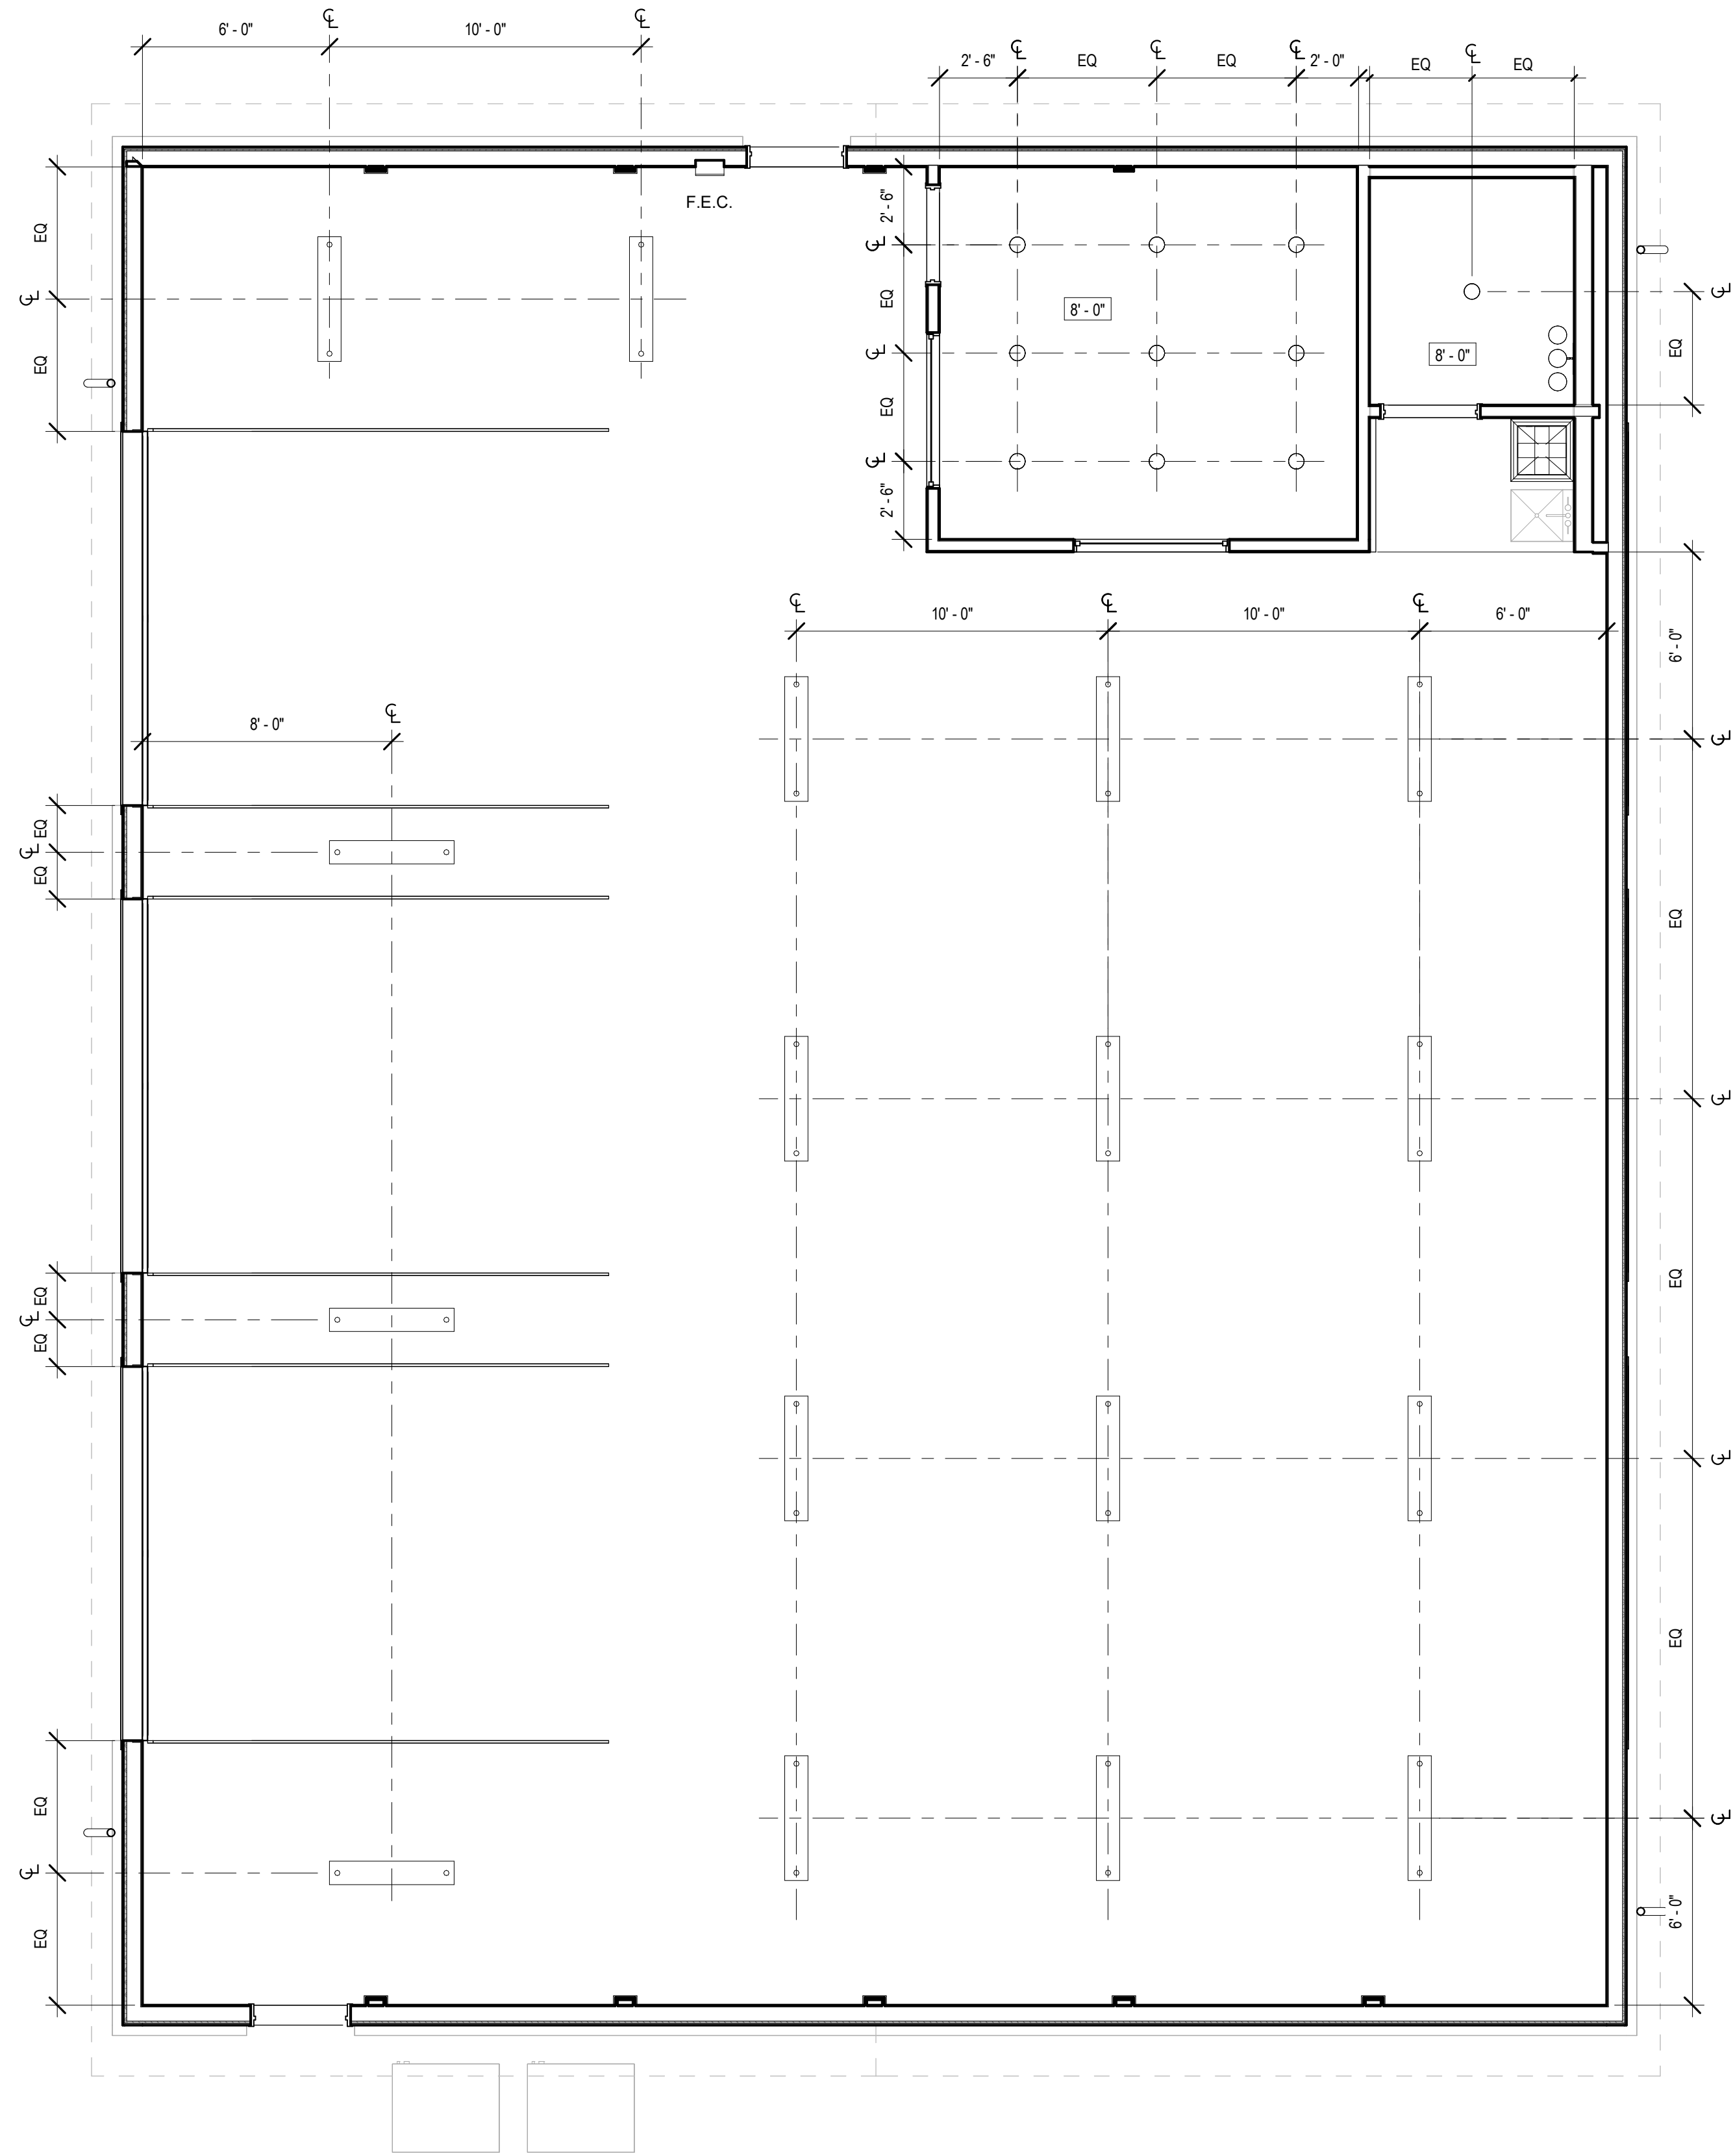 6' - 0" 10' - 0"
2' - 6" EQ EQ 2' - 0" EQ EQ
F.E.C.
2' - 6"
EQ
EQ
8' - 0"
EQ
8' - 0"
EQ
EQ
2' - 6"
10' - 0" 10' - 0" 6' - 0"
6' - 0"
8' - 0"
EQ
EQ
EQ
EQ
EQ
EQ
EQ
EQ
EQ
6' - 0"